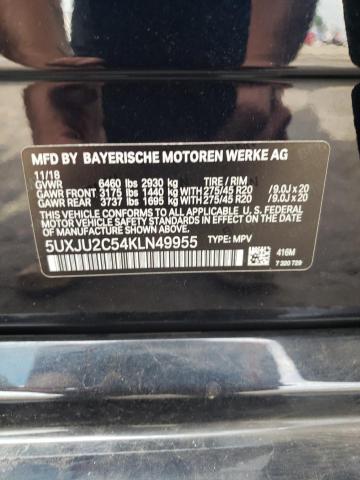 MFD BY BAYERISCHE MOTOREN WERKE AG
11/18
GVWR 6460 lbs 2930 kg TIRE / RIM
GAWR FRONT 3175 lbs 1440 kg WITH 275/45 R20 / 9.0J x 20
GAWR REAR 3737 lbs 1695 kg WITH 275/45 R20 / 9.0J x 20
THIS VEHICLE CONFORMS TO ALL APPLICABLE U. S. FEDERAL
MOTOR VEHICLE SAFETY STANDARDS IN EFFECT ON THE DATE OF MANUFACTURE SHOWN ABOVE.
5UXJU2C54KLN49955 TYPE: MPV
416M
7 320 729